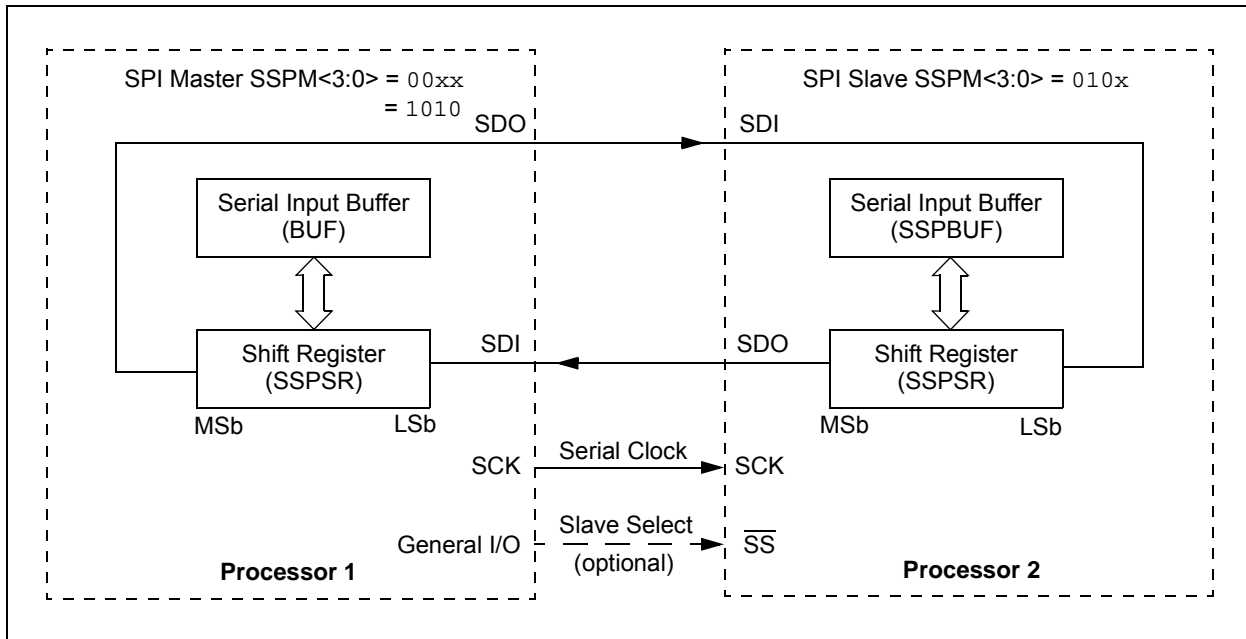 SPI Master SSPM<3:0> = 00xx
= 1010
SDO
Serial Input Buffer
(BUF)
Shift Register
(SSPSR)
MSb
LSb
SDI
SCK
General I/O
Processor 1
Serial Clock
Slave Select
(optional)
SPI Slave SSPM<3:0> = 010x
SDI
Serial Input Buffer
(SSPBUF)
SDO
Shift Register
(SSPSR)
MSb
LSb
SCK
S̅S̅
Processor 2